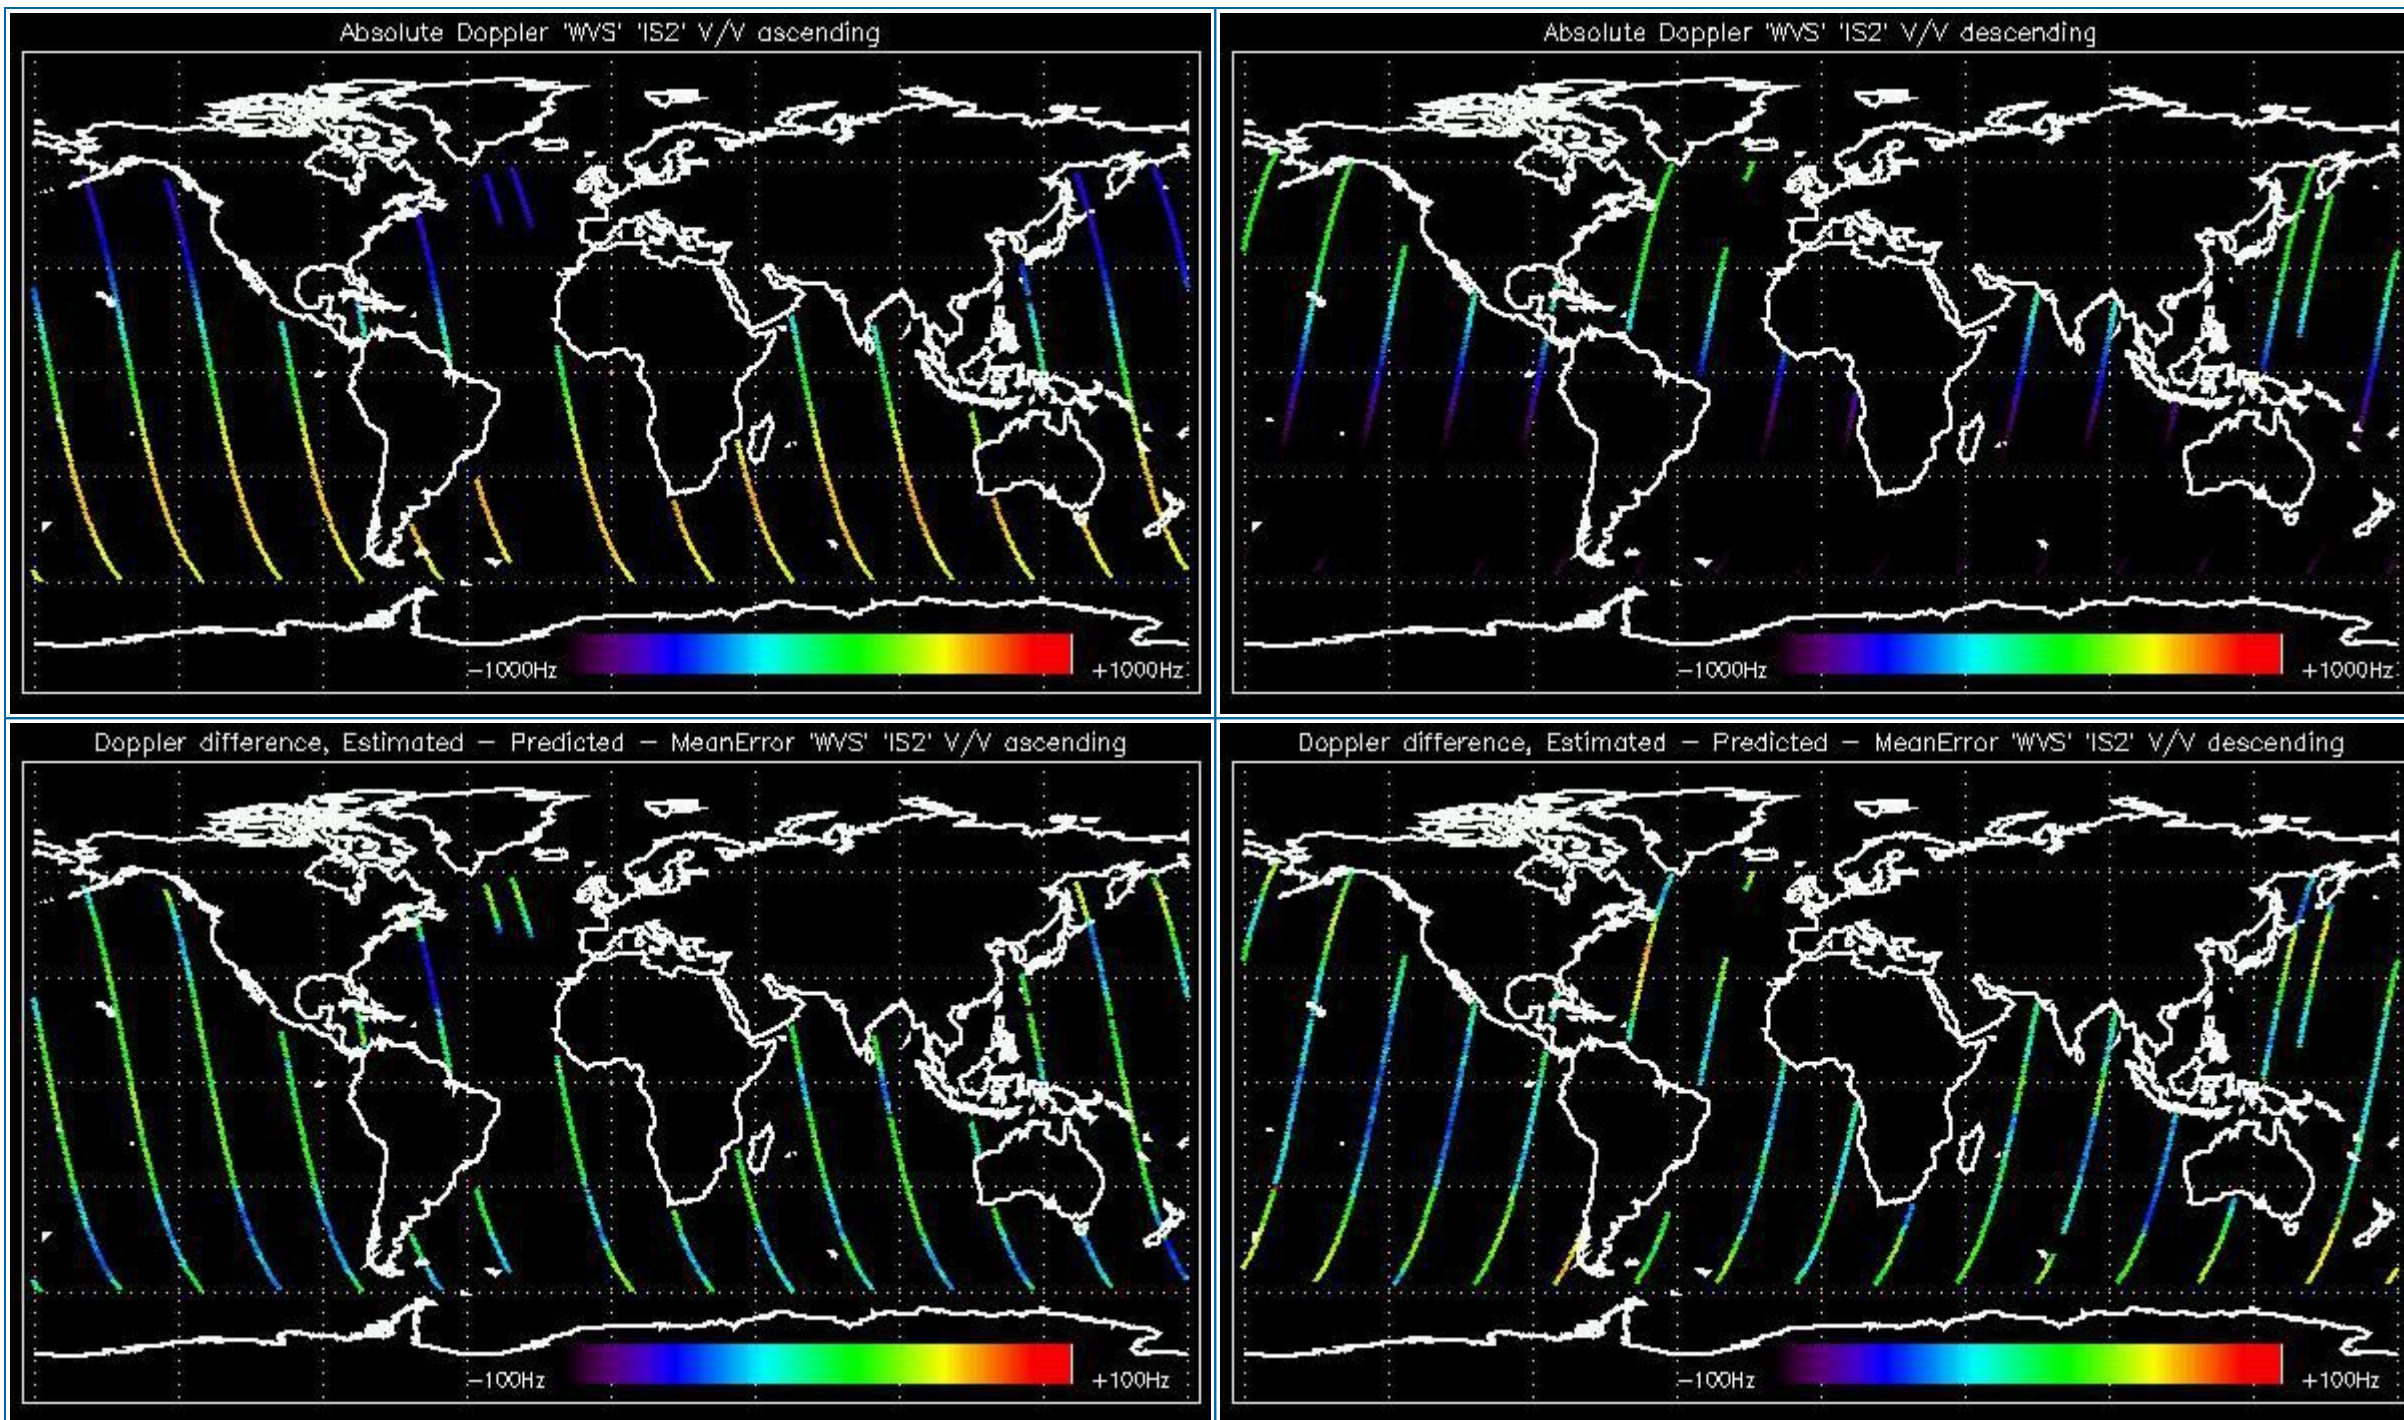 Absolute Doppler 'WVS' 'IS2' V/V ascending
-1000Hz
+1000Hz
Absolute Doppler 'WVS' 'IS2' V/V descending
-1000Hz
+1000Hz
Doppler difference, Estimated - Predicted - MeanError 'WVS' 'IS2' V/V ascending
-100Hz
+100Hz
Doppler difference, Estimated - Predicted - MeanError 'WVS' 'IS2' V/V descending
-100Hz
+100Hz